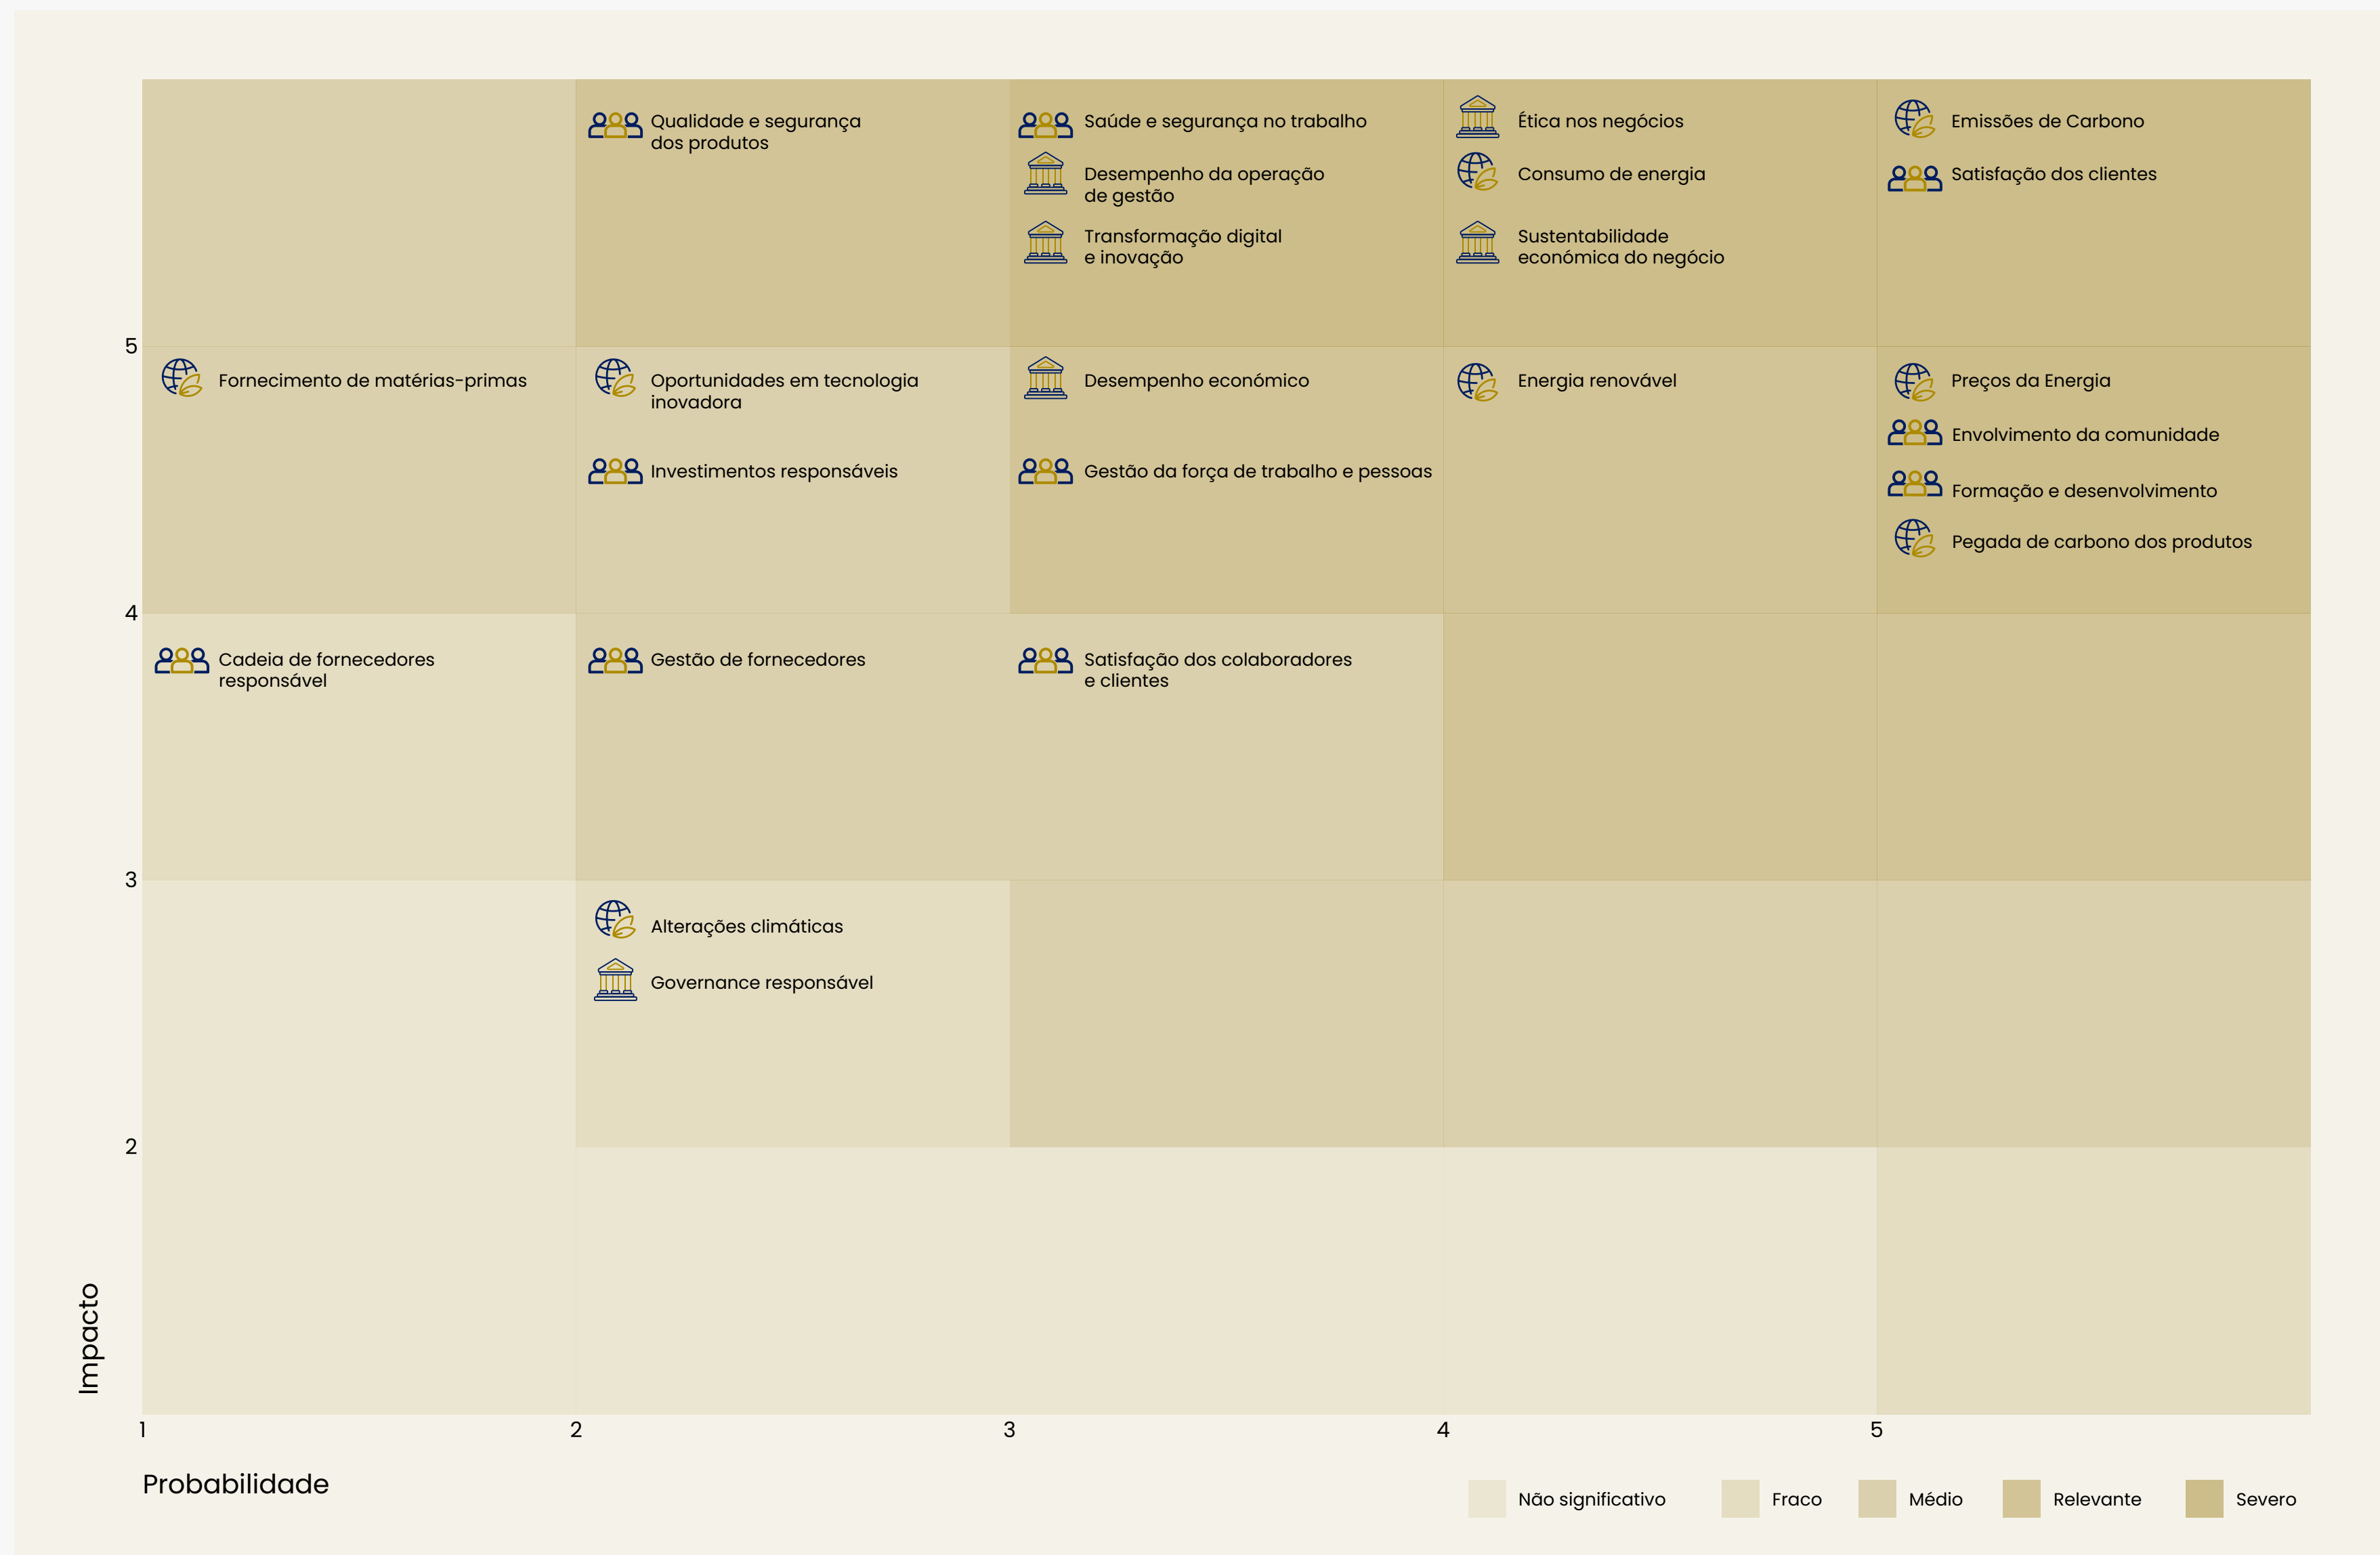 Qualidade e segurança
dos produtos
Saúde e segurança no trabalho
Desempenho da operação
de gestão
Transformação digital
e inovação
Ética nos negócios
Consumo de energia
Sustentabilidade
económica do negócio
Emissões de Carbono
Satisfação dos clientes
5
Fornecimento de matérias-primas
Oportunidades em tecnologia
inovadora
Investimentos responsáveis
Desempenho económico
Gestão da força de trabalho e pessoas
Energia renovável
Preços da Energia
Envolvimento da comunidade
Formação e desenvolvimento
Pegada de carbono dos produtos
4
Cadeia de fornecedores
responsável
Gestão de fornecedores
Satisfação dos colaboradores
e clientes
3
Alterações climáticas
Governance responsável
2
Impacto
1
2
3
4
5
Probabilidade
Não significativo
Fraco
Médio
Relevante
Severo